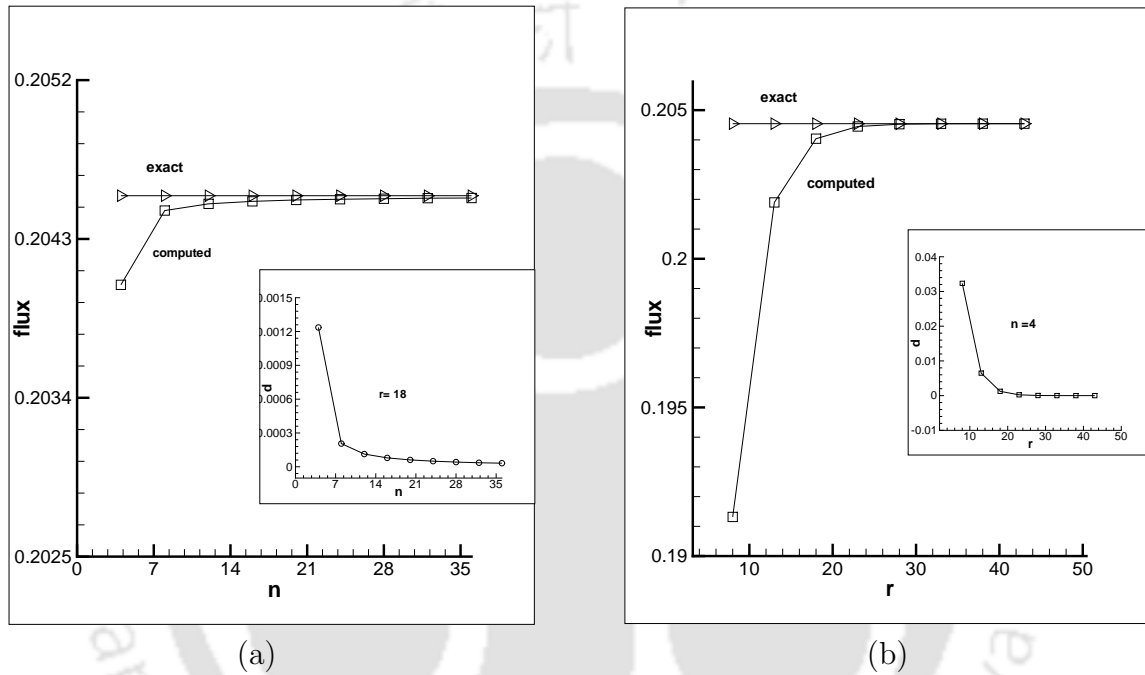 0.2052
0.2043
0.2034
0.2025
flux
exact
computed
0
7
14
21
28
35
n
0.0015
0.0012
0.0009
0.0006
0.0003
0
d
r= 18
0
7
14
21
28
35
n
(a)
0.205
0.2
0.195
0.19
flux
exact
computed
10
20
30
40
50
r
0.04
0.03
0.02
0.01
0
-0.01
d
n =4
10
20
30
40
50
r
(b)